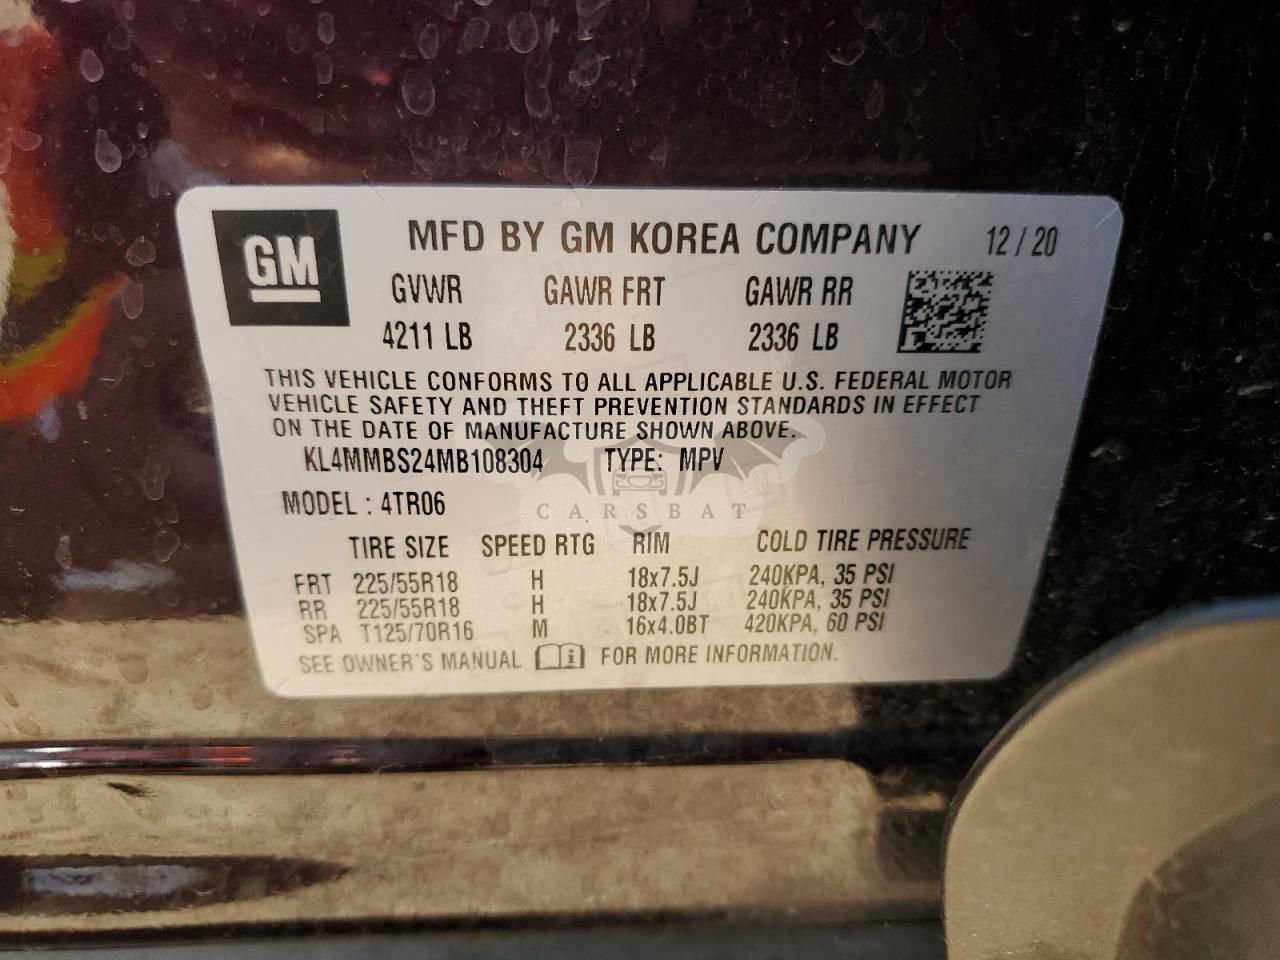 GM MFD BY GM KOREA COMPANY 12/20
GVWR GAWR FRT GAWR RR
4211 LB 2336 LB 2336 LB
THIS VEHICLE CONFORMS TO ALL APPLICABLE U.S. FEDERAL MOTOR
VEHICLE SAFETY AND THEFT PREVENTION STANDARDS IN EFFECT
ON THE DATE OF MANUFACTURE SHOWN ABOVE.
KL4MMBS24MB108304 TYPE: MPV
CARSBAT
MODEL : 4TR06
TIRE SIZE SPEED RTG RIM COLD TIRE PRESSURE
FRT 225/55R18 H 18x7.5J 240KPA, 35 PSI
RR 225/55R18 H 18x7.5J 240KPA, 35 PSI
SPA T125/70R16 M 16x4.0BT 420KPA, 60 PSI
SEE OWNER'S MANUAL i FOR MORE INFORMATION.